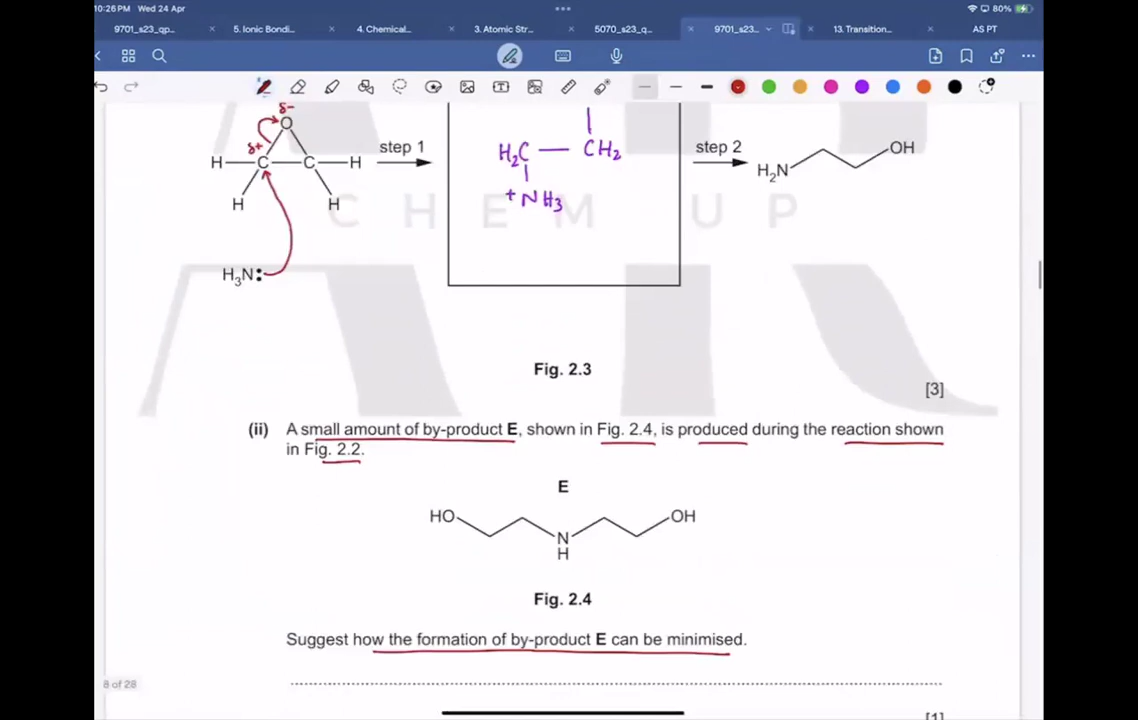 10:26 PM Wed 24 Apr
80%
9701_s23_qp...
5. Ionic Bondi...
4. Chemical...
3. Atomic Str...
5070_s23_q...
9701_s23...
13. Transition...
AS PT
δ−
O
δ+
H C C H
H H
H3N:
step 1
H2C — CH2
+NH3
step 2
H2N OH
CHEM UP
AR
Fig. 2.3
[3]
(ii) A small amount of by-product E, shown in Fig. 2.4, is produced during the reaction shown
in Fig. 2.2.
E
HO OH
N
H
Fig. 2.4
Suggest how the formation of by-product E can be minimised.
8 of 28
[1]